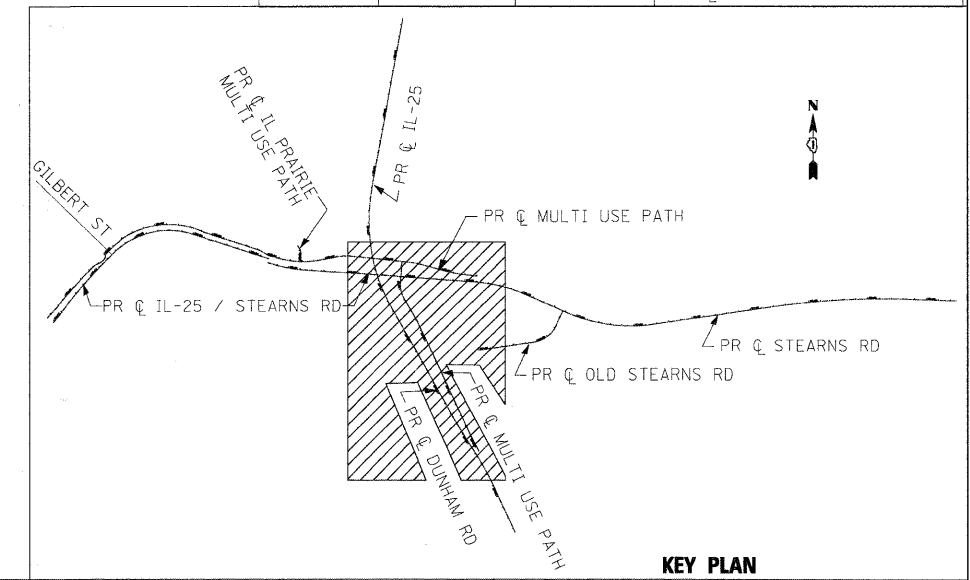 PR ℄ IL PRAIRIE
MULTI USE PATH
PR ℄ IL-25
N
GILBERT ST
PR ℄ MULTI USE PATH
PR ℄ IL-25 / STEARNS RD
PR ℄ STEARNS RD
PR ℄ OLD STEARNS RD
PR ℄ MULTI USE PATH
PR ℄ DUNHAM RD
KEY PLAN